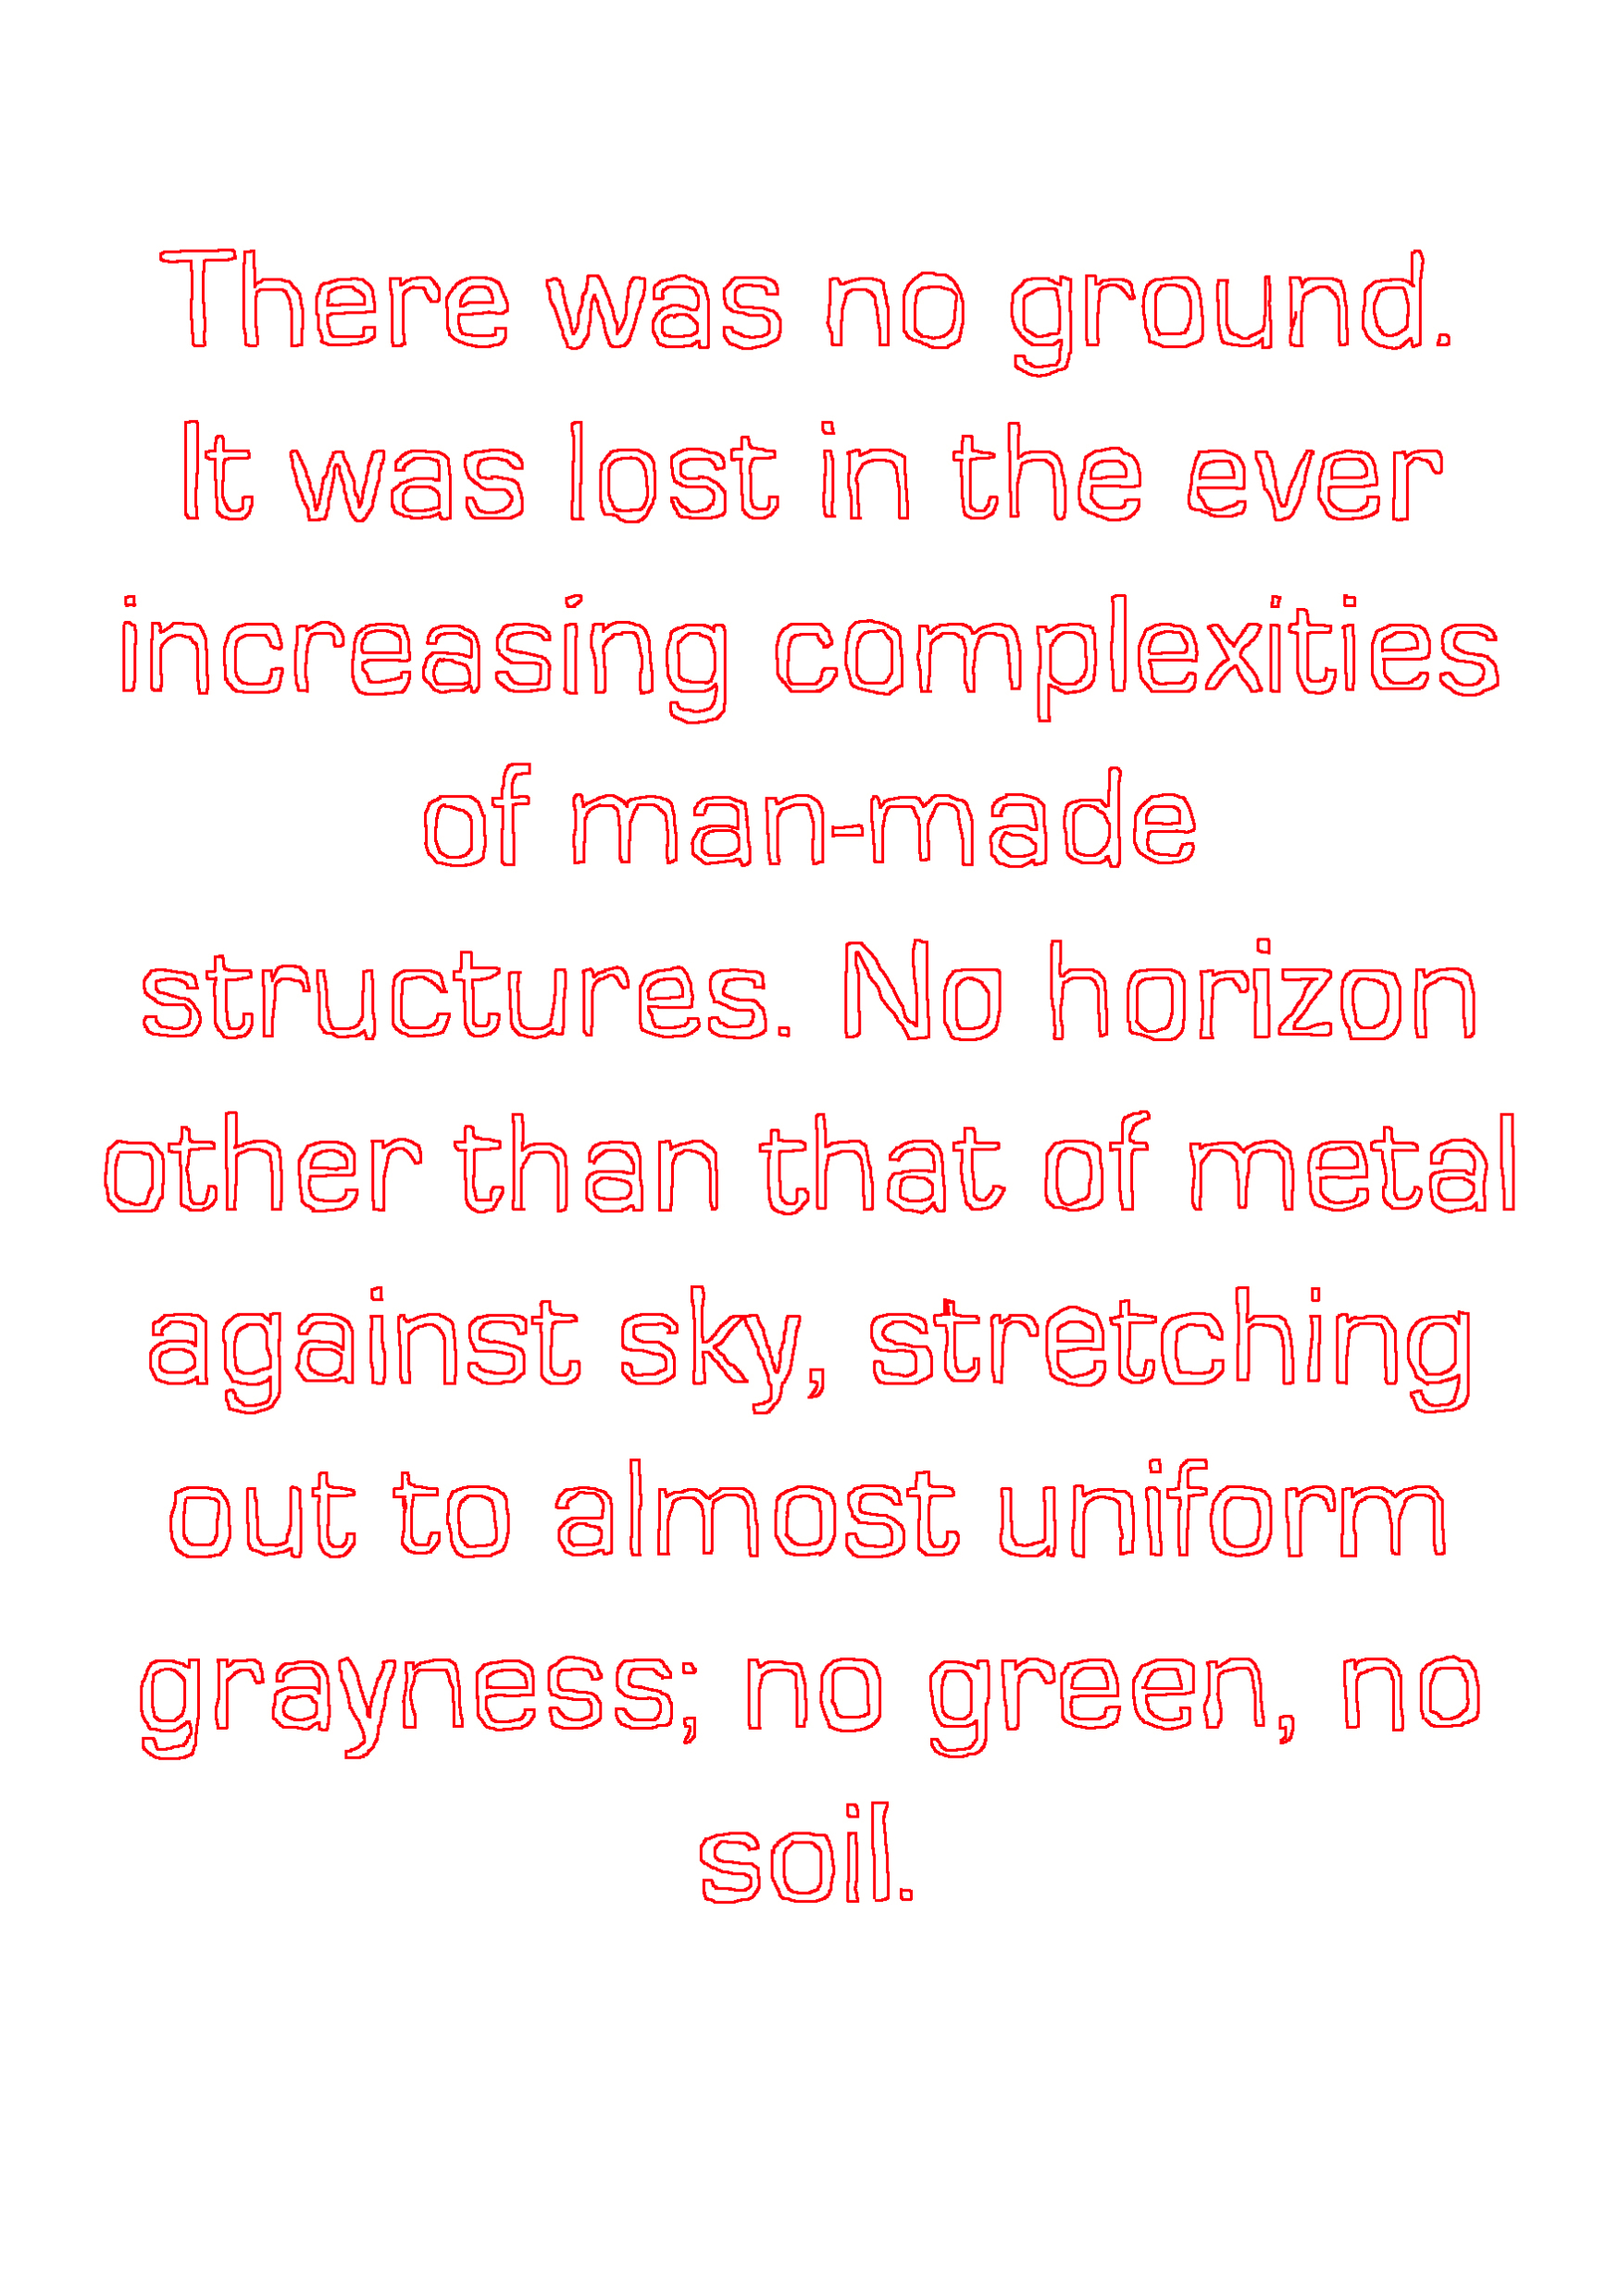 There was no ground.
It was lost in the ever
increasing complexities
of man-made
structures. No horizon
other than that of metal
against sky, stretching
out to almost uniform
grayness; no green, no
soil.